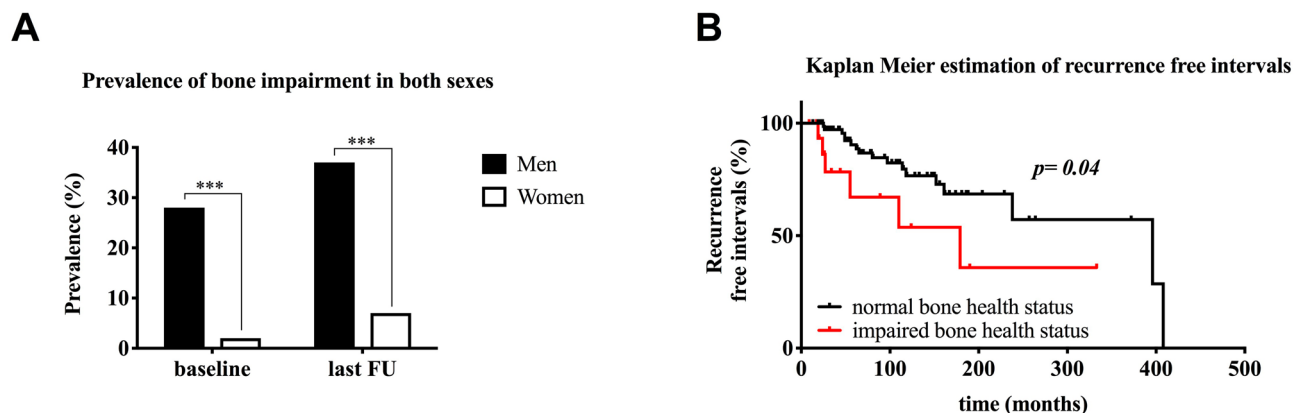 A
Prevalence of bone impairment in both sexes
Prevalence (%)
40
30
20
10
0
***
***
baseline
last FU
Men
Women
B
Kaplan Meier estimation of recurrence free intervals
Recurrence
free intervals (%)
100
50
0
p= 0.04
normal bone health status
impaired bone health status
0
100
200
300
400
500
time (months)